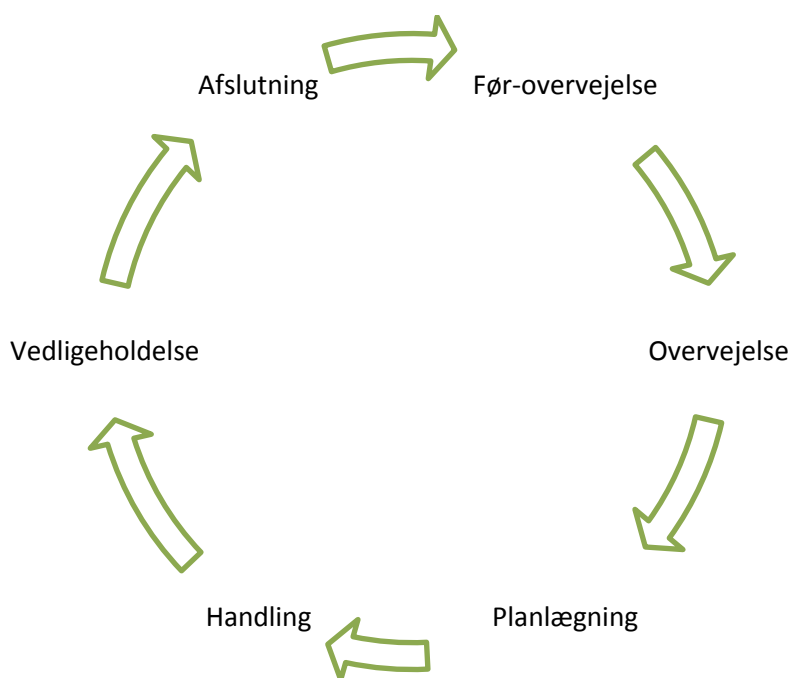 Afslutning
Før-overvejelse
Overvejelse
Planlægning
Handling
Vedligeholdelse